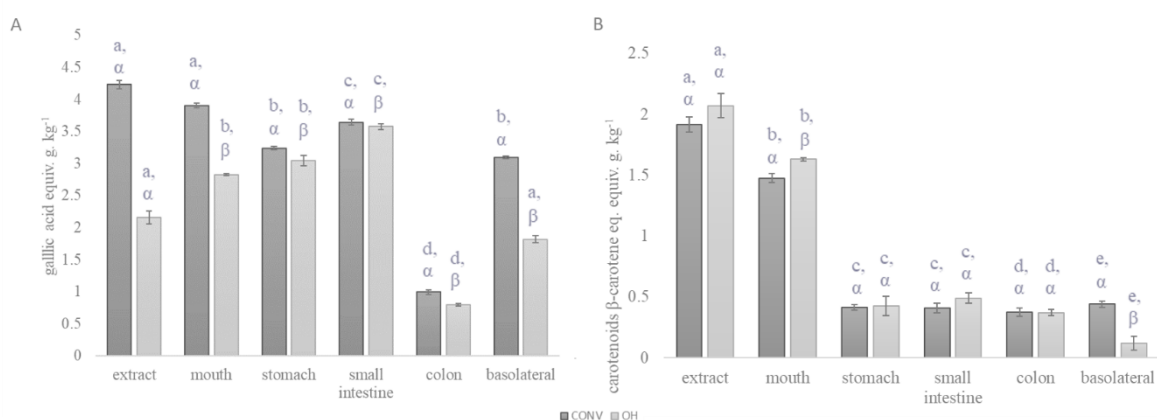 A
galllic acid equiv. g. kg-1
5
4.5
4
3.5
3
2.5
2
1.5
1
0.5
0
a,
α
a,
α
a,
α
b,
β
b,
α
b,
β
c,
α
c,
β
d,
α
d,
β
b,
α
a,
β
extract mouth stomach small intestine colon basolateral
B
carotenoids β-carotene eq. equiv. g. kg-1
2.5
2
1.5
1
0.5
0
a,
α
a,
α
b,
α
b,
β
c,
α
c,
α
c,
α
c,
α
d,
α
d,
α
e,
α
e,
β
extract mouth stomach small intestine colon basolateral
CONV OH